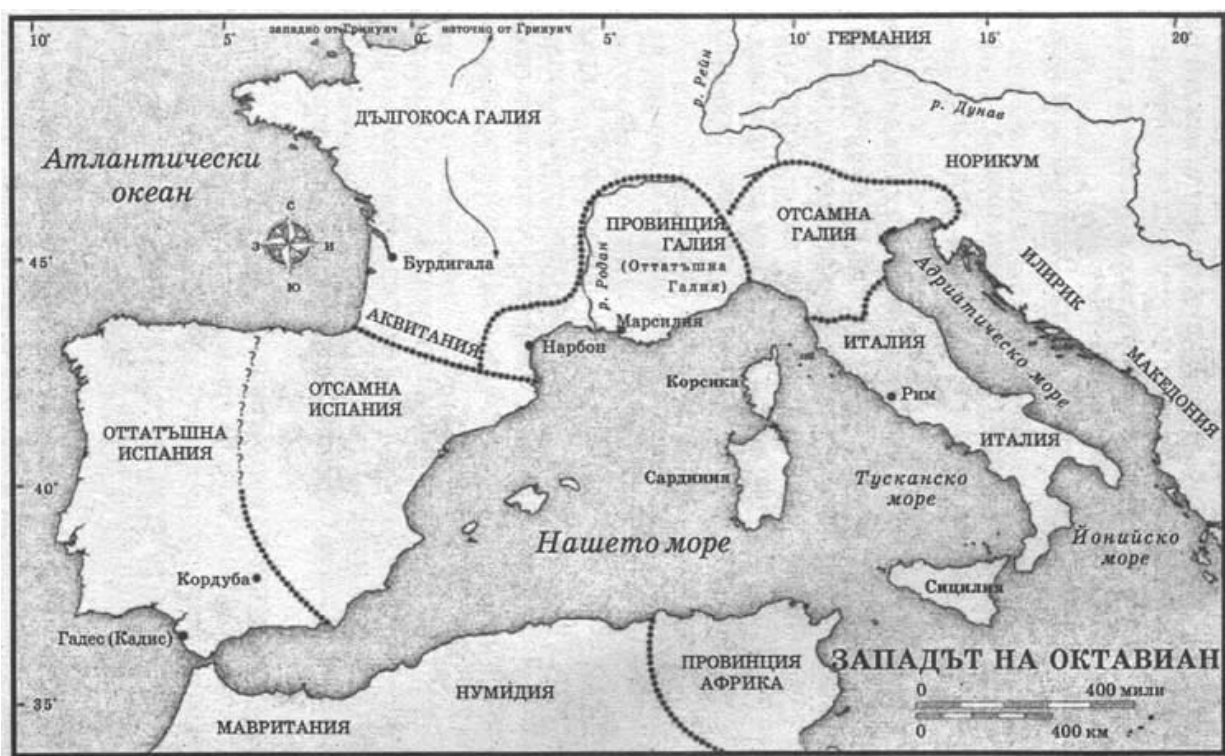 западно от Гринуич
наточно от Гринуич
10°
5°
0°
5°
10°
15°
20°
ГЕРМАНИЯ
р. Рейн
р. Дунав
ДЪЛГОКОСА ГАЛИЯ
Атлантически
океан
НОРИКУМ
С
З
И
Ю
ПРОВИНЦИЯ
ГАЛИЯ
(Оттатъшна
Галия)
ОТСАМНА
ГАЛИЯ
45°
Бурдигала
р. Родан
Адриатическо море
ИЛИРИК
АКВИТАНИЯ
Марсилия
Нарбон
ИТАЛИЯ
МАКЕДОНИЯ
ОТСАМНА
ИСПАНИЯ
Корсика
Рим
ОТТАТЪШНА
ИСПАНИЯ
ИТАЛИЯ
40°
Сардиния
Тусканско
море
Нашето море
Йонийско
море
Кордуба
Сицилия
Гадес (Кадис)
НУМИДИЯ
ПРОВИНЦИЯ
АФРИКА
ЗАПАДЪТ НА ОКТАВИАН
0 400 мили
0 400 км
35°
МАВРИТАНИЯ